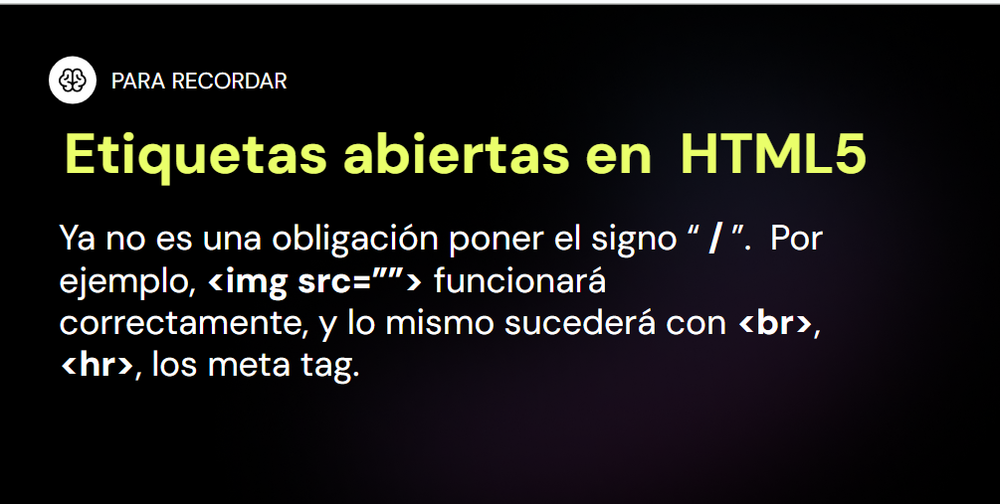 PARA RECORDAR
Etiquetas abiertas en HTML5
Ya no es una obligación poner el signo “ / ”. Por
ejemplo, <img src=””> funcionará
correctamente, y lo mismo sucederá con <br>,
<hr>, los meta tag.